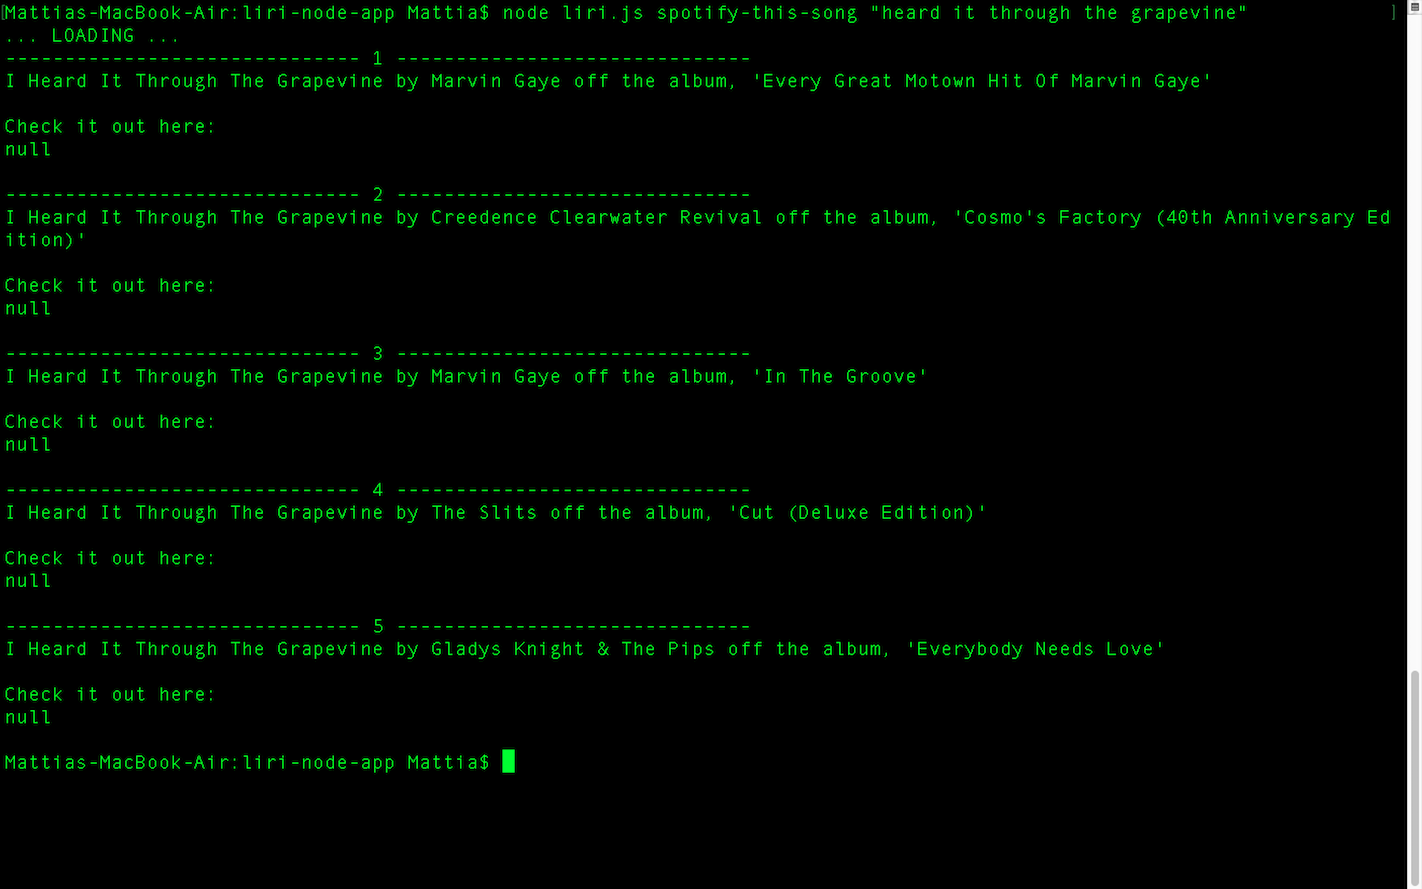 [Mattias-MacBook-Air:liri-node-app Mattia$ node liri.js spotify-this-song "heard it through the grapevine" ]
... LOADING ...
------------------------------ 1 ------------------------------
I Heard It Through The Grapevine by Marvin Gaye off the album, 'Every Great Motown Hit Of Marvin Gaye'
Check it out here:
null
------------------------------ 2 ------------------------------
I Heard It Through The Grapevine by Creedence Clearwater Revival off the album, 'Cosmo's Factory (40th Anniversary Ed
ition)'
Check it out here:
null
------------------------------ 3 ------------------------------
I Heard It Through The Grapevine by Marvin Gaye off the album, 'In The Groove'
Check it out here:
null
------------------------------ 4 ------------------------------
I Heard It Through The Grapevine by The Slits off the album, 'Cut (Deluxe Edition)'
Check it out here:
null
------------------------------ 5 ------------------------------
I Heard It Through The Grapevine by Gladys Knight & The Pips off the album, 'Everybody Needs Love'
Check it out here:
null
Mattias-MacBook-Air:liri-node-app Mattia$